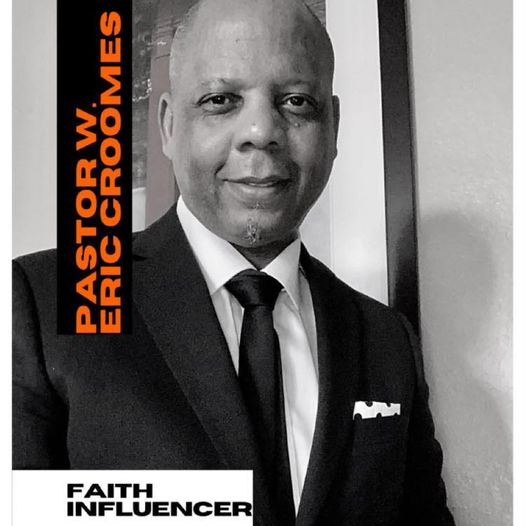 PASTOR W.
ERIC CROOMES
FAITH
INFLUENCER